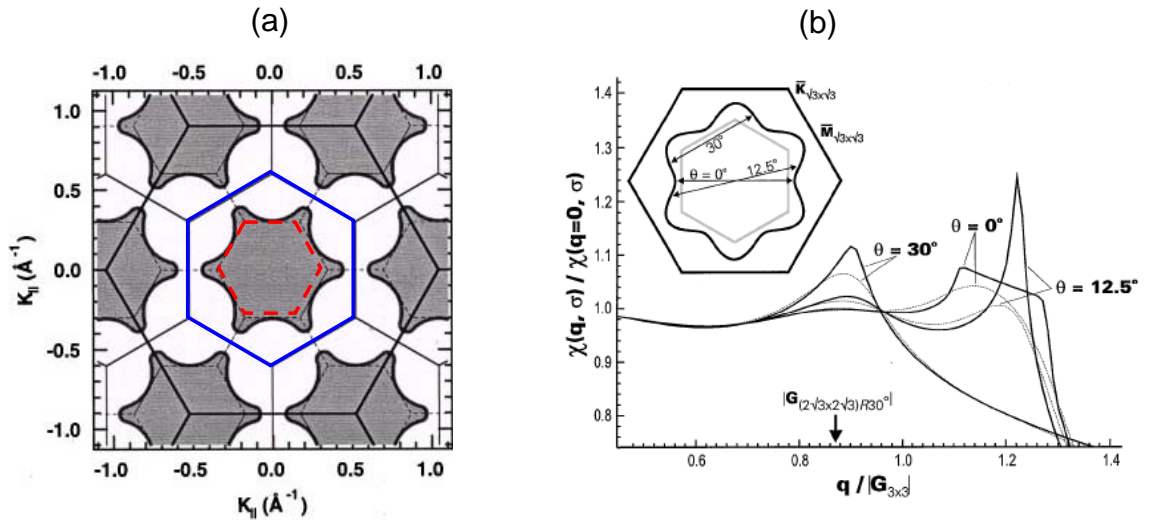 (a)
(b)
-1.0 -0.5 0.0 0.5 1.0
1.0
0.5
0.0
-0.5
-1.0
K|| (Å⁻¹)
-1.0 -0.5 0.0 0.5 1.0
K|| (Å⁻¹)
1.4
1.3
1.2
1.1
1.0
0.9
0.8
χ(q, σ) / χ(q=0, σ)
K̅√3x√3
M̅√3x√3
30°
θ = 0° 12.5°
θ = 30°
θ = 0°
θ = 12.5°
|G(2√3x2√3)R30°|
0.6 0.8 1.0 1.2 1.4
q / |G3x3|